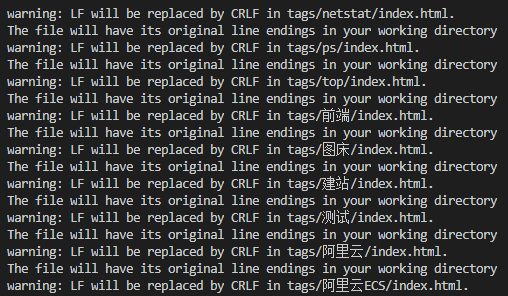 warning: LF will be replaced by CRLF in tags/netstat/index.html.
The file will have its original line endings in your working directory
warning: LF will be replaced by CRLF in tags/ps/index.html.
The file will have its original line endings in your working directory
warning: LF will be replaced by CRLF in tags/top/index.html.
The file will have its original line endings in your working directory
warning: LF will be replaced by CRLF in tags/前端/index.html.
The file will have its original line endings in your working directory
warning: LF will be replaced by CRLF in tags/图床/index.html.
The file will have its original line endings in your working directory
warning: LF will be replaced by CRLF in tags/建站/index.html.
The file will have its original line endings in your working directory
warning: LF will be replaced by CRLF in tags/测试/index.html.
The file will have its original line endings in your working directory
warning: LF will be replaced by CRLF in tags/阿里云/index.html.
The file will have its original line endings in your working directory
warning: LF will be replaced by CRLF in tags/阿里云ECS/index.html.